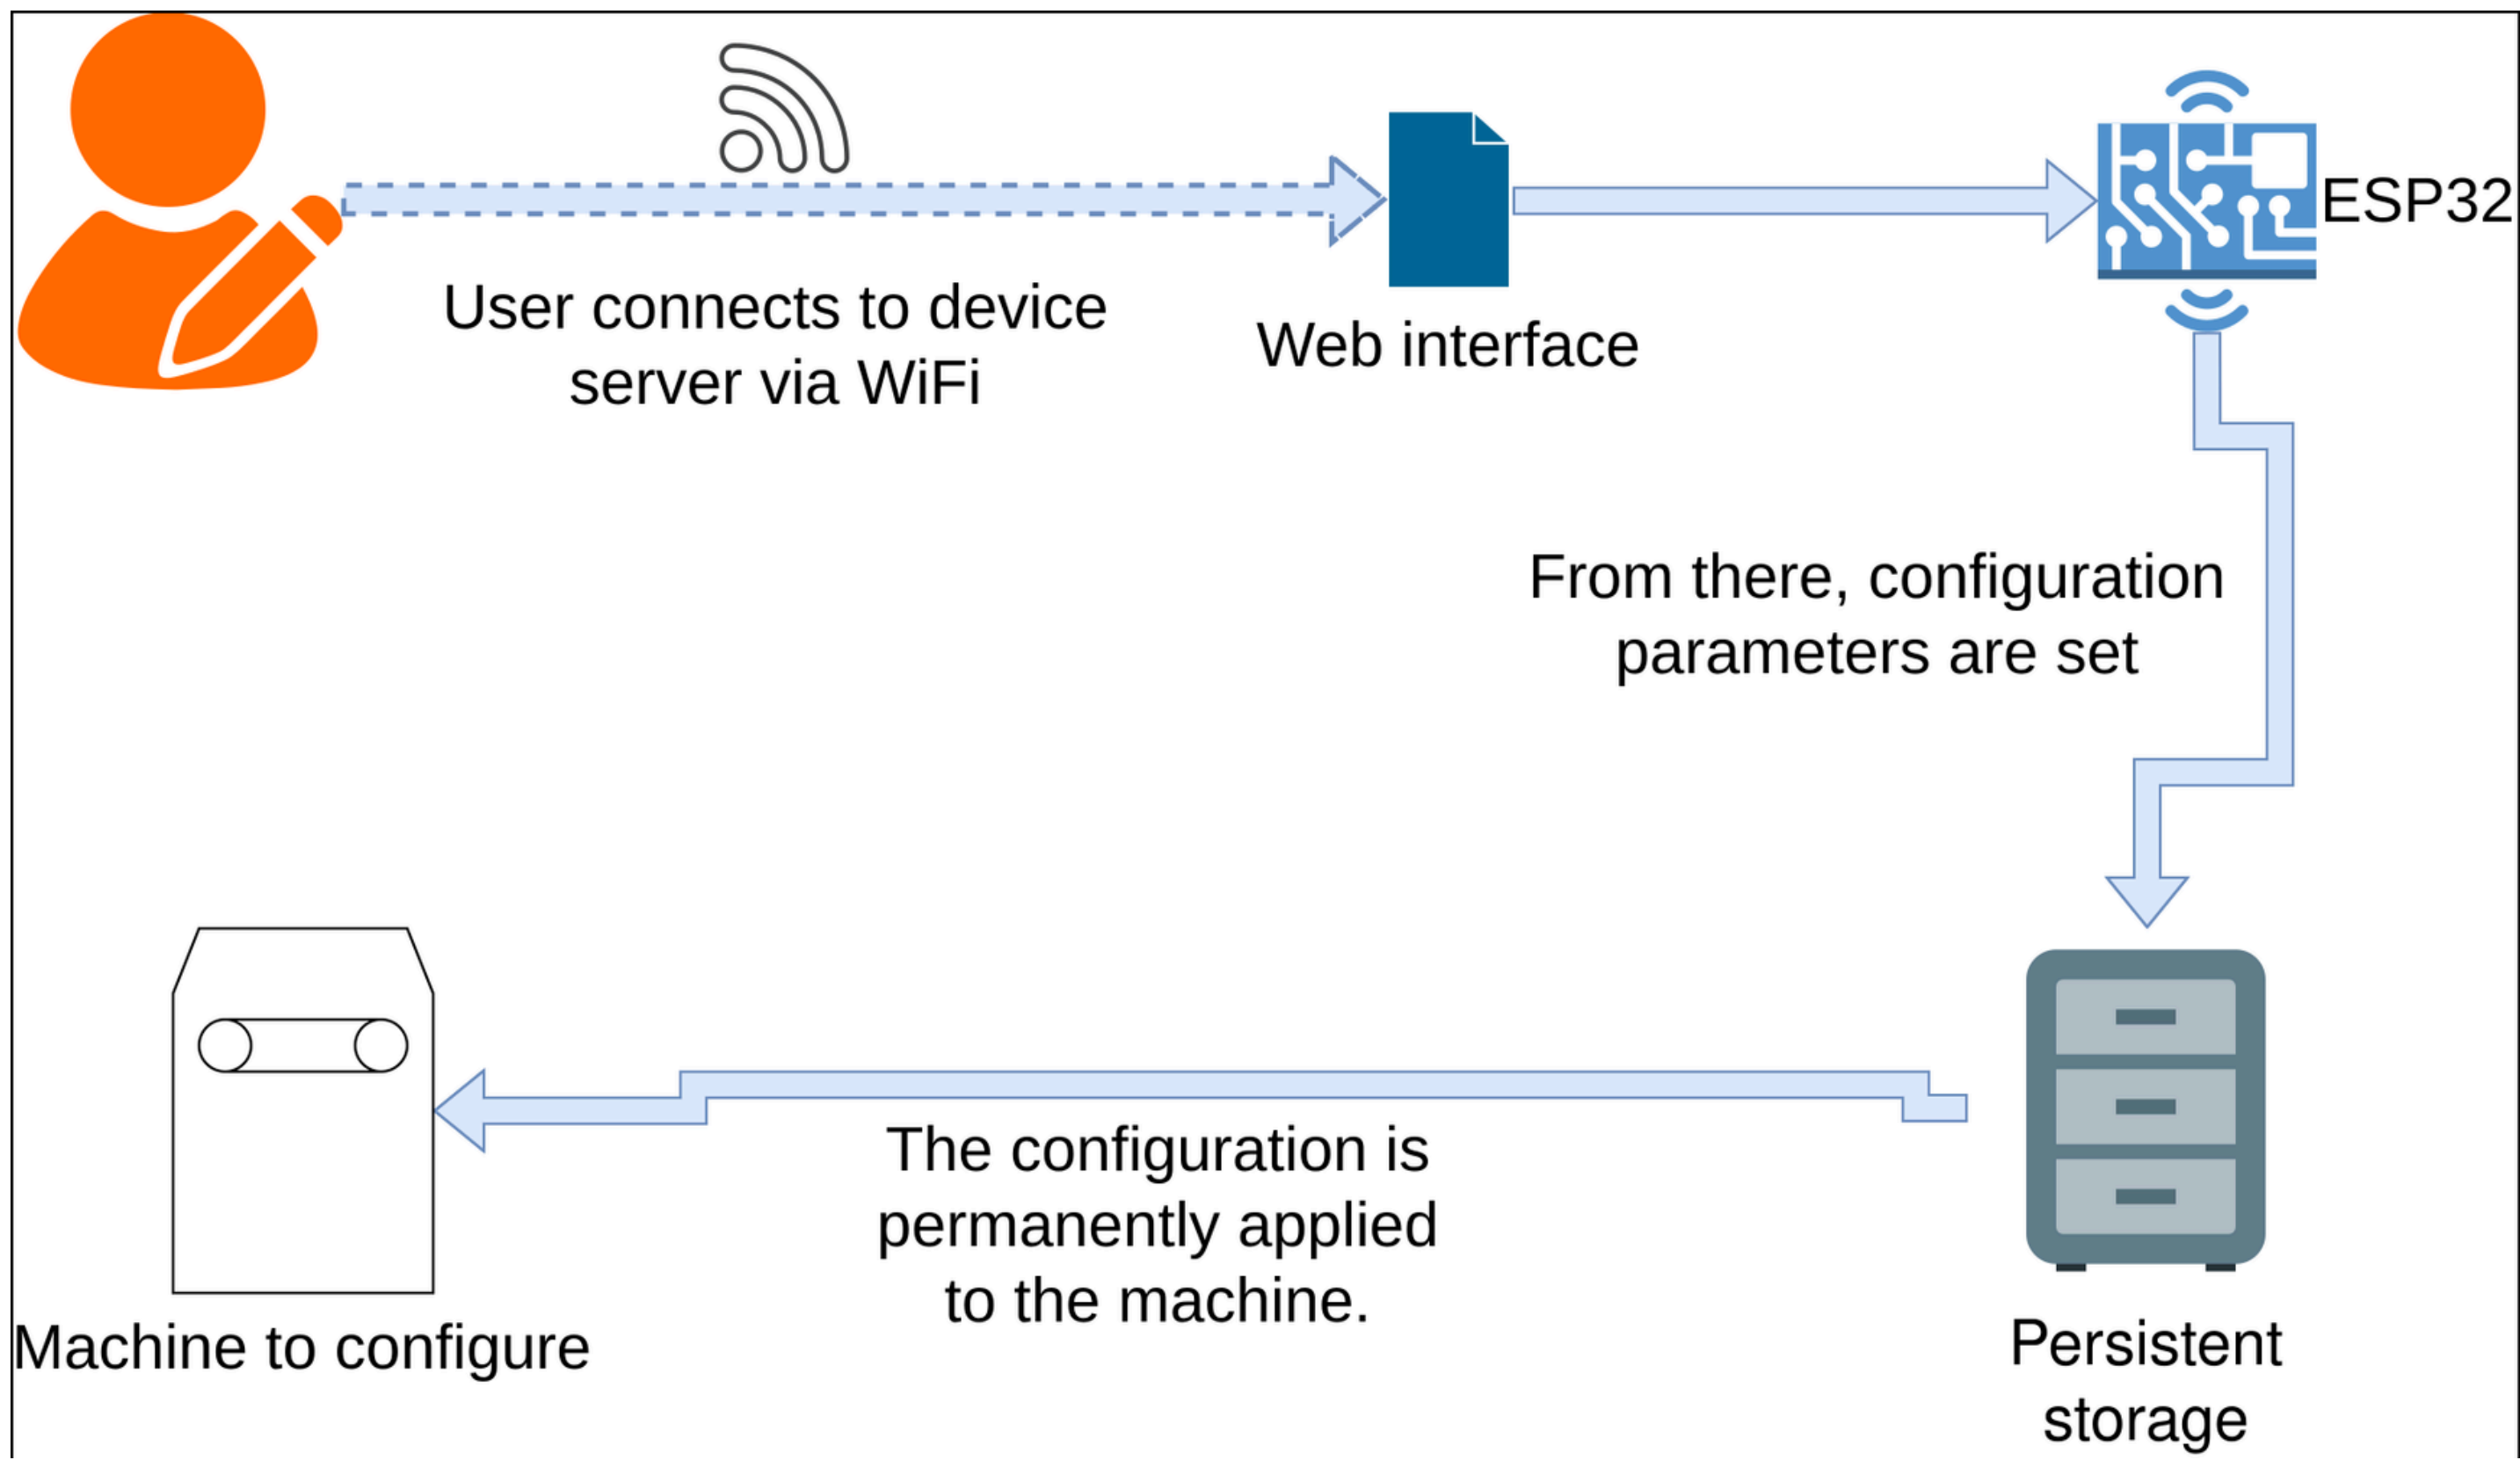 ESP32
User connects to device
server via WiFi
Web interface
From there, configuration
parameters are set
The configuration is
permanently applied
to the machine.
Machine to configure
Persistent
storage